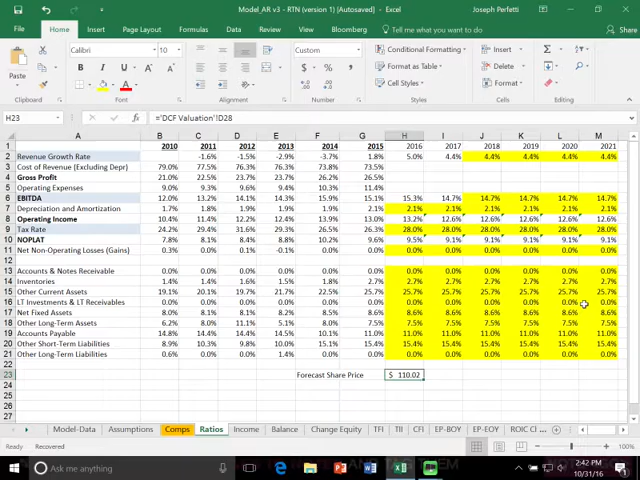 Model_AR v3 - RTN (version 1) [Autosaved] - Excel
Joseph Perfetti
File Home Insert Page Layout Formulas Data Review View Tell me Share
Paste
Calibri 10 Custom
B I U
$ % ,
Conditional Formatting
Format as Table
Cell Styles
Insert
Delete
Format
Clipboard Font Alignment Number Styles Cells Editing
H23 fx ='DCF Valuation'!D28
A B C D E F G H I J K L M
1 2010 2011 2012 2013 2014 2015 2016 2017 2018 2019 2020 2021
2 Revenue Growth Rate -1.6% -1.5% -2.9% -3.7% 1.8% 5.0% 4.4% 4.4% 4.4% 4.4% 4.4%
3 Cost of Revenue (Excluding Depr) 79.0% 77.5% 76.3% 76.3% 73.8% 73.5%
4 Gross Profit 21.0% 22.5% 23.7% 23.7% 26.2% 26.5%
5 Operating Expenses 9.0% 9.3% 9.6% 9.4% 10.3% 11.4%
6 EBITDA 12.0% 13.2% 14.1% 14.3% 15.9% 15.1% 15.3% 14.7% 14.7% 14.7% 14.7% 14.7%
7 Depreciation and Amortization 1.7% 1.8% 1.9% 1.9% 1.9% 2.1% 2.1% 2.1% 2.1% 2.1% 2.1% 2.1%
8 Operating Income 10.4% 11.4% 12.2% 12.4% 13.9% 13.0% 13.2% 12.6% 12.6% 12.6% 12.6% 12.6%
9 Tax Rate 24.2% 29.4% 31.6% 29.4% 26.5% 26.3% 28.0% 28.0% 28.0% 28.0% 28.0% 28.0%
10 NOPLAT 7.8% 8.1% 8.4% 8.8% 10.2% 9.6% 9.5% 9.1% 9.1% 9.1% 9.1% 9.1%
11 Net Non-Operating Losses (Gains) 0.3% 0.0% 0.1% -0.1% 0.0% 0.0% 0.0% 0.0% 0.0% 0.0% 0.0% 0.0%
12
13 Accounts & Notes Receivable 0.0% 0.0% 0.0% 0.0% 0.0% 0.0% 0.0% 0.0% 0.0% 0.0% 0.0% 0.0%
14 Inventories 1.4% 1.4% 1.6% 1.5% 1.8% 2.7% 2.7% 2.7% 2.7% 2.7% 2.7% 2.7%
15 Other Current Assets 19.1% 20.1% 19.7% 21.7% 22.8% 25.7% 25.7% 25.7% 25.7% 25.7% 25.7% 25.7%
16 LT Investments & LT Receivables 0.0% 0.0% 0.0% 0.0% 0.0% 0.0% 0.0% 0.0% 0.0% 0.0% 0.0% 0.0%
17 Net Fixed Assets 8.0% 8.1% 8.1% 8.2% 8.5% 8.6% 8.6% 8.6% 8.6% 8.6% 8.6% 8.6%
18 Other Long-Term Assets 6.2% 8.0% 11.1% 5.1% 8.0% 7.5% 7.5% 7.5% 7.5% 7.5% 7.5% 7.5%
19 Accounts Payable 14.8% 14.4% 14.4% 14.5% 10.1% 11.0% 11.0% 11.0% 11.0% 11.0% 11.0% 11.0%
20 Other Short-Term Liabilities 8.9% 10.3% 9.8% 10.0% 15.1% 15.4% 15.4% 15.4% 15.4% 15.4% 15.4% 15.4%
21 Other Long-Term Liabilities 0.6% 0.0% 0.0% 1.4% 0.0% 0.0% 0.0% 0.0% 0.0% 0.0% 0.0% 0.0%
22
23 Forecast Share Price $ 110.02
24
25
26
27
Model-Data Assumptions Comps Ratios Income Balance Change Equity TFI TII CFI EP-BOY EP-EOY ROIC
Ready Recovered 100%
Ask me anything
2:42 PM
10/31/16